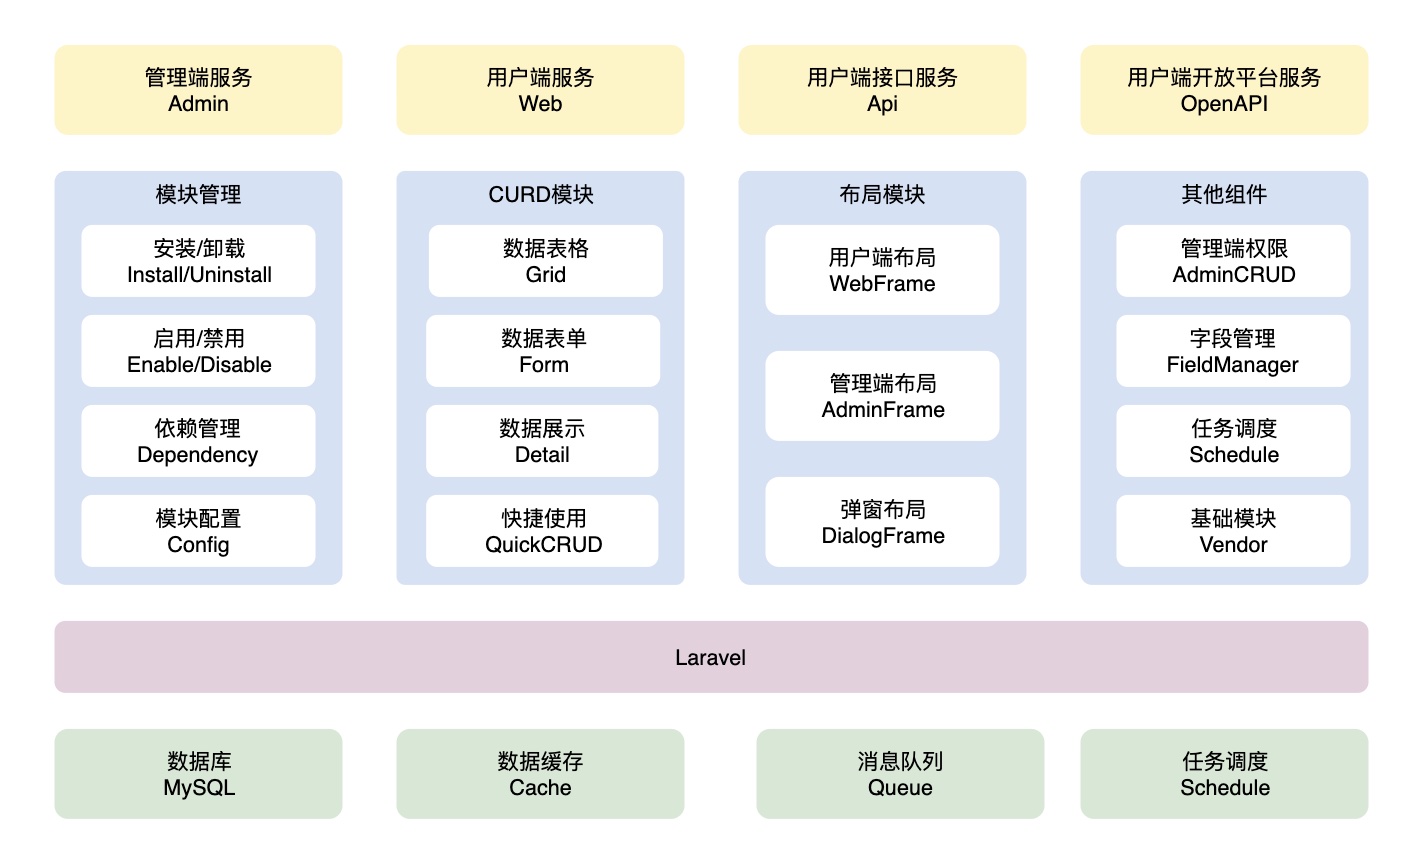 管理端服务
Admin
用户端服务
Web
用户端接口服务
Api
用户端开放平台服务
OpenAPI
模块管理
安装/卸载
Install/Uninstall
启用/禁用
Enable/Disable
依赖管理
Dependency
模块配置
Config
CURD模块
数据表格
Grid
数据表单
Form
数据展示
Detail
快捷使用
QuickCRUD
布局模块
用户端布局
WebFrame
管理端布局
AdminFrame
弹窗布局
DialogFrame
其他组件
管理端权限
AdminCRUD
字段管理
FieldManager
任务调度
Schedule
基础模块
Vendor
Laravel
数据库
MySQL
数据缓存
Cache
消息队列
Queue
任务调度
Schedule